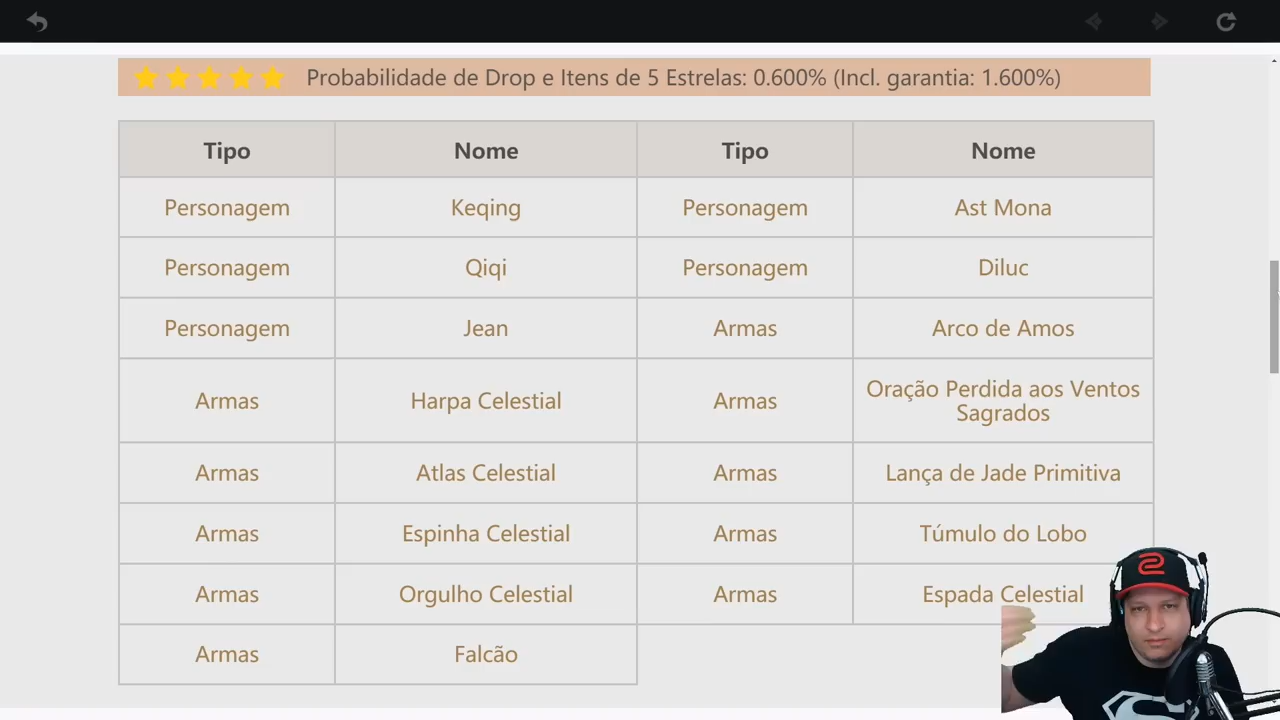 Probabilidade de Drop e Itens de 5 Estrelas: 0.600% (Incl. garantia: 1.600%)
Tipo Nome Tipo Nome
Personagem Keqing Personagem Ast Mona
Personagem Qiqi Personagem Diluc
Personagem Jean Armas Arco de Amos
Armas Harpa Celestial Armas Oração Perdida aos Ventos
Sagrados
Armas Atlas Celestial Armas Lança de Jade Primitiva
Armas Espinha Celestial Armas Túmulo do Lobo
Armas Orgulho Celestial Armas Espada Celestial
Armas Falcão